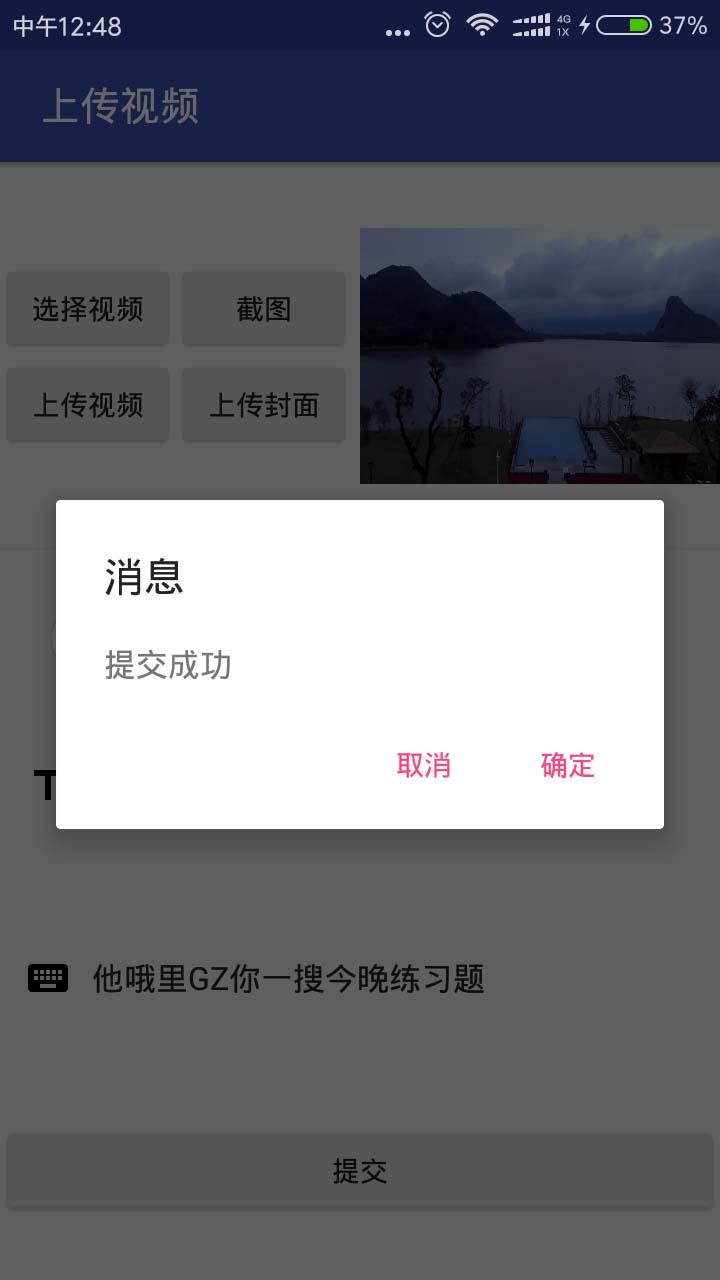 中午12:48
4G
1X
37%
上传视频
选择视频 截图
上传视频 上传封面
消息
提交成功
取消 确定
T
他哦里GZ你一搜今晚练习题
提交